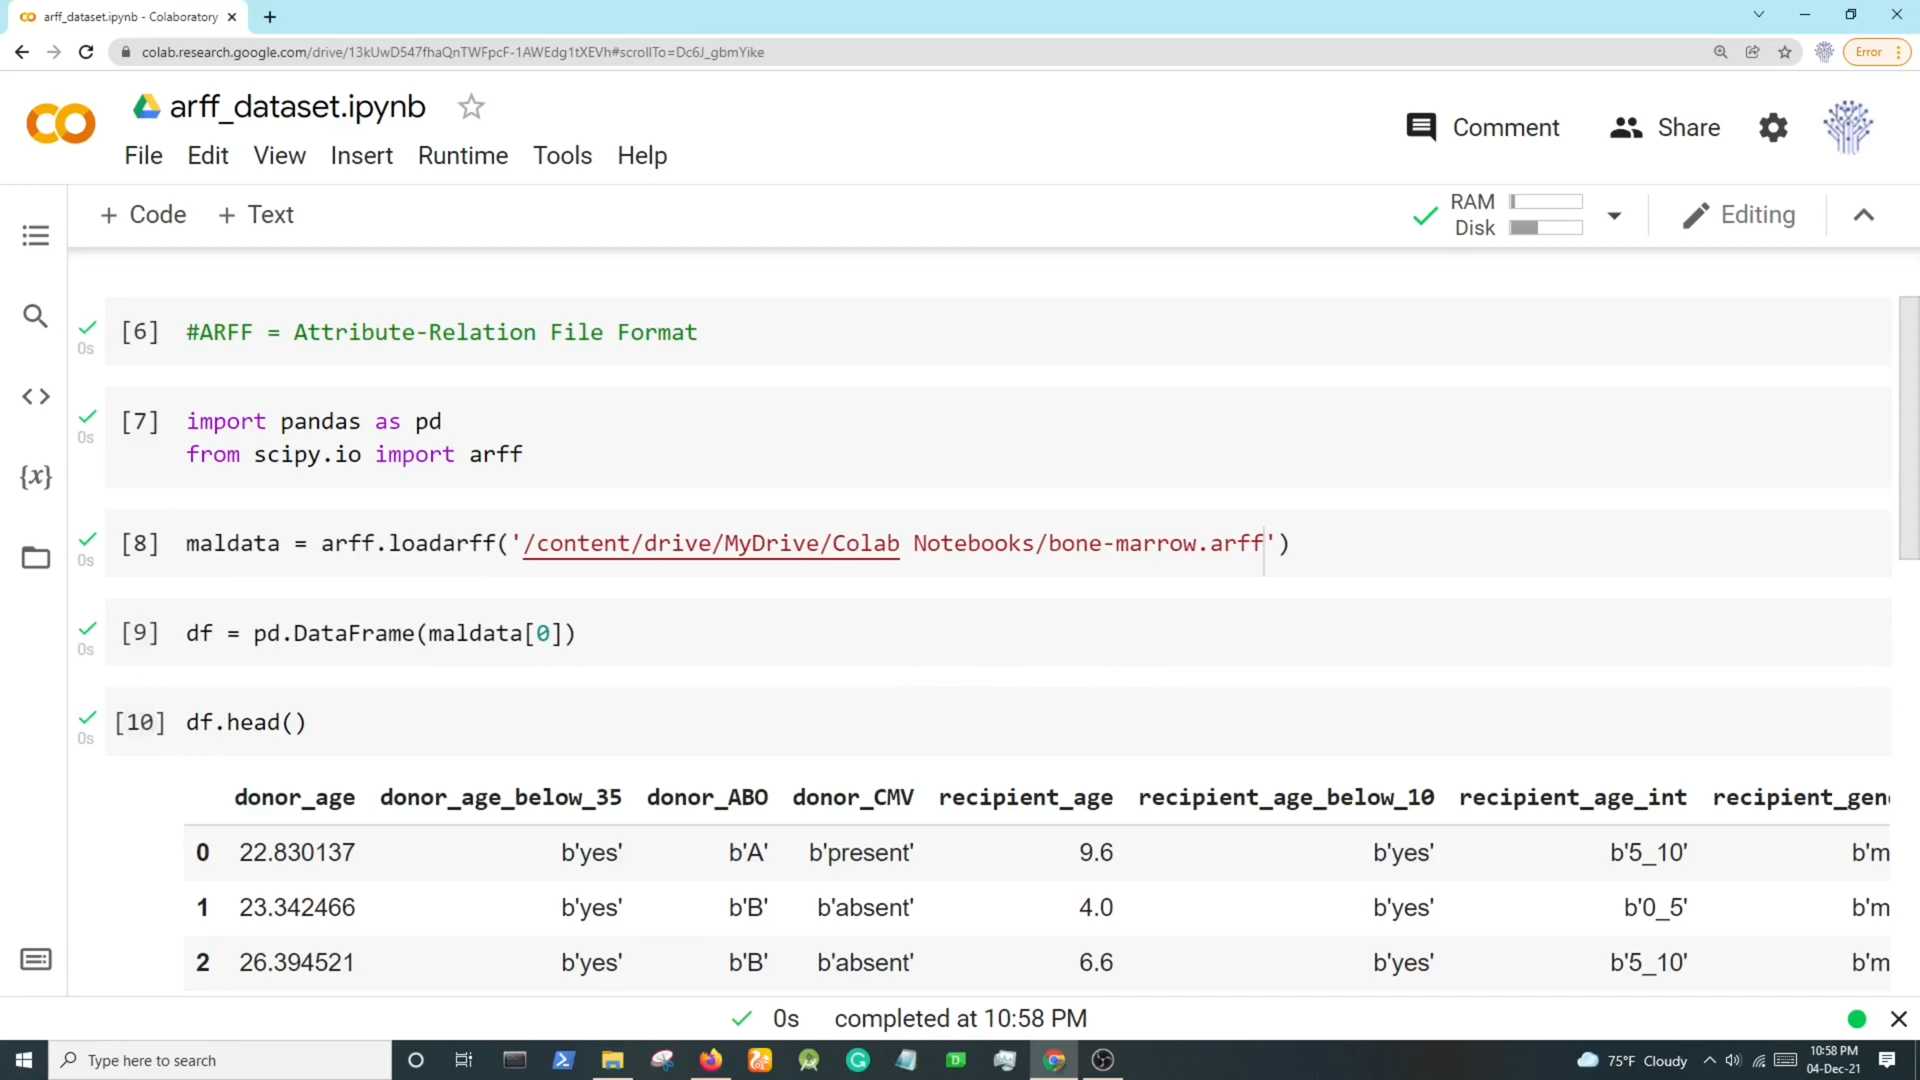 arff_dataset.ipynb - Colaboratory
colab.research.google.com/drive/13kUwD547fhaQnTWFpcF-1AWEdg1tXEVh#scrollTo=Dc6J_gbmYike
Error
arff_dataset.ipynb
File Edit View Insert Runtime Tools Help
Comment Share
+ Code + Text
RAM
Disk
Editing
[6] #ARFF = Attribute-Relation File Format
0s
[7] import pandas as pd
0s
from scipy.io import arff
[8] maldata = arff.loadarff('/content/drive/MyDrive/Colab Notebooks/bone-marrow.arff')
0s
[9] df = pd.DataFrame(maldata[0])
0s
[10] df.head()
0s
donor_age donor_age_below_35 donor_ABO donor_CMV recipient_age recipient_age_below_10 recipient_age_int recipient_gen
0 22.830137 b'yes' b'A' b'present' 9.6 b'yes' b'5_10' b'm
1 23.342466 b'yes' b'B' b'absent' 4.0 b'yes' b'0_5' b'm
2 26.394521 b'yes' b'B' b'absent' 6.6 b'yes' b'5_10' b'm
0s completed at 10:58 PM
Type here to search
75°F Cloudy
10:58 PM
04-Dec-21